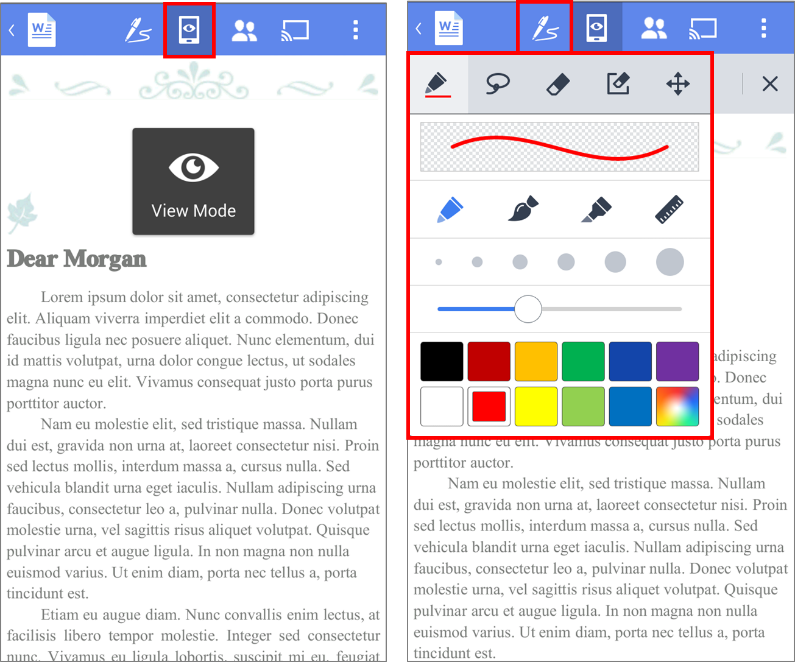 W
View Mode
Dear Morgan
Lorem ipsum dolor sit amet, consectetur adipiscing
elit. Aliquam viverra imperdiet elit a commodo. Donec
faucibus ligula nec posuere aliquet. Nunc elementum, dui
id mattis volutpat, urna dolor congue lectus, ut sodales
magna nunc eu elit. Vivamus consequat justo porta purus
porttitor auctor.
Nam eu molestie elit, sed tristique massa. Nullam
dui est, gravida non urna at, laoreet consectetur nisi. Proin
sed lectus mollis, interdum massa a, cursus nulla. Sed
vehicula blandit urna eget iaculis. Nullam adipiscing urna
faucibus, consectetur leo a, pulvinar nulla. Donec volutpat
molestie urna, vel sagittis risus aliquet volutpat. Quisque
pulvinar arcu et augue ligula. In non magna non nulla
euismod varius. Ut enim diam, porta nec tellus a, porta
tincidunt est.
Etiam eu augue diam. Nunc convallis enim lectus, at
facilisis libero tempor molestie. Integer sed consectetur
nunc. Vivamus eu ligula lobortis, suscipit mi eu, feugiat
W
adipiscing
Donec
entum, dui
sodales
magna nunc eu elit. Vivamus consequat justo porta purus
porttitor auctor.
Nam eu molestie elit, sed tristique massa. Nullam
dui est, gravida non urna at, laoreet consectetur nisi. Proin
sed lectus mollis, interdum massa a, cursus nulla. Sed
vehicula blandit urna eget iaculis. Nullam adipiscing urna
faucibus, consectetur leo a, pulvinar nulla. Donec volutpat
molestie urna, vel sagittis risus aliquet volutpat. Quisque
pulvinar arcu et augue ligula. In non magna non nulla
euismod varius. Ut enim diam, porta nec tellus a, porta
tincidunt est.